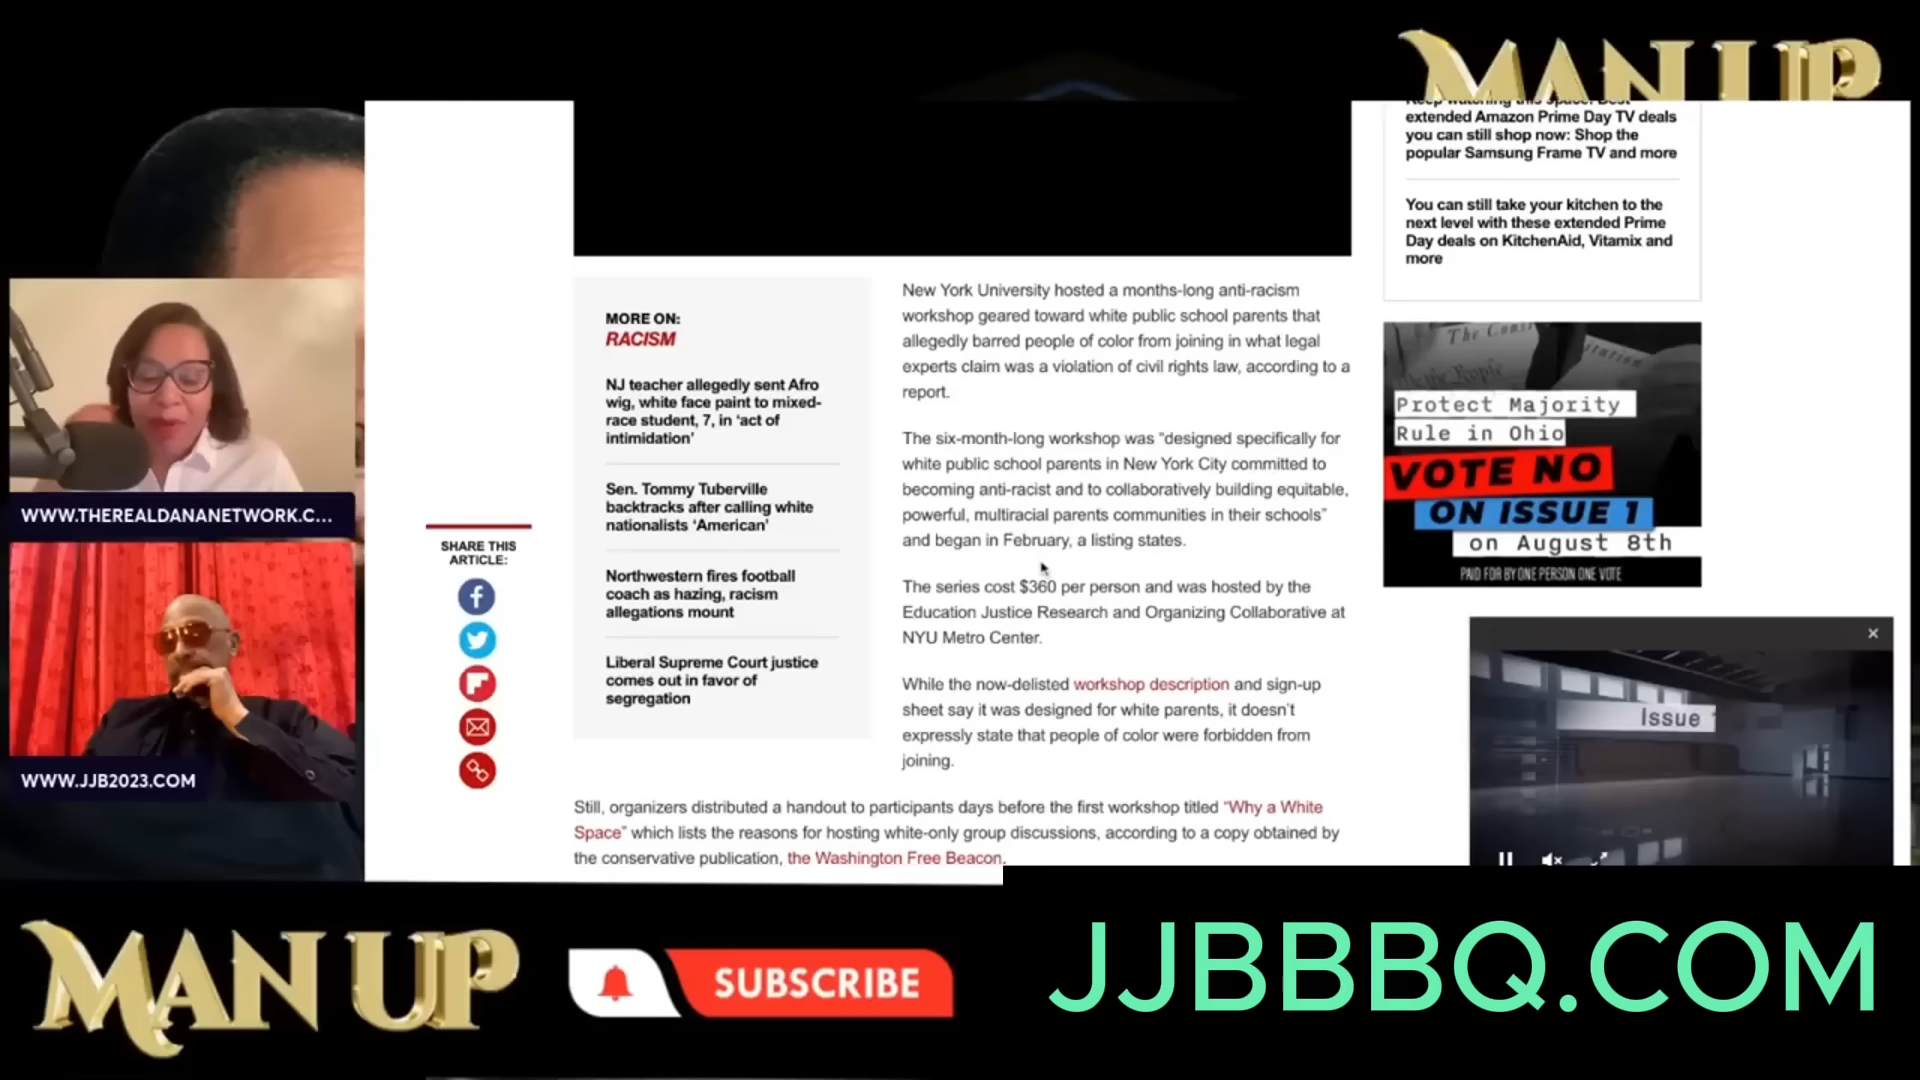 MAN UP
Keep watching this space: Best
extended Amazon Prime Day TV deals
you can still shop now: Shop the
popular Samsung Frame TV and more
You can still take your kitchen to the
next level with these extended Prime
Day deals on KitchenAid, Vitamix and
more
WWW.THEREALDANANETWORK.C...
WWW.JJB2023.COM
SHARE THIS
ARTICLE:
MORE ON:
RACISM
NJ teacher allegedly sent Afro
wig, white face paint to mixed-
race student, 7, in ‘act of
intimidation’
Sen. Tommy Tuberville
backtracks after calling white
nationalists ‘American’
Northwestern fires football
coach as hazing, racism
allegations mount
Liberal Supreme Court justice
comes out in favor of
segregation
New York University hosted a months-long anti-racism
workshop geared toward white public school parents that
allegedly barred people of color from joining in what legal
experts claim was a violation of civil rights law, according to a
report.
The six-month-long workshop was “designed specifically for
white public school parents in New York City committed to
becoming anti-racist and to collaboratively building equitable,
powerful, multiracial parents communities in their schools”
and began in February, a listing states.
The series cost $360 per person and was hosted by the
Education Justice Research and Organizing Collaborative at
NYU Metro Center.
While the now-delisted workshop description and sign-up
sheet say it was designed for white parents, it doesn’t
expressly state that people of color were forbidden from
joining.
Still, organizers distributed a handout to participants days before the first workshop titled “Why a White
Space” which lists the reasons for hosting white-only group discussions, according to a copy obtained by
the conservative publication, the Washington Free Beacon.
We the People
Protect Majority
Rule in Ohio
VOTE NO
ON ISSUE 1
on August 8th
PAID FOR BY ONE PERSON ONE VOTE
Issue
MAN UP
SUBSCRIBE
JJBBBQ.COM